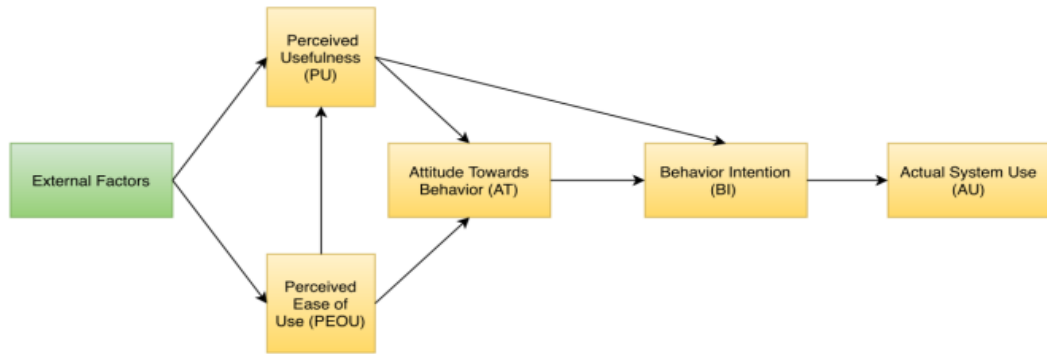 Perceived
Usefulness
(PU)
External Factors
Attitude Towards
Behavior (AT)
Behavior Intention
(BI)
Actual System Use
(AU)
Perceived
Ease of
Use (PEOU)